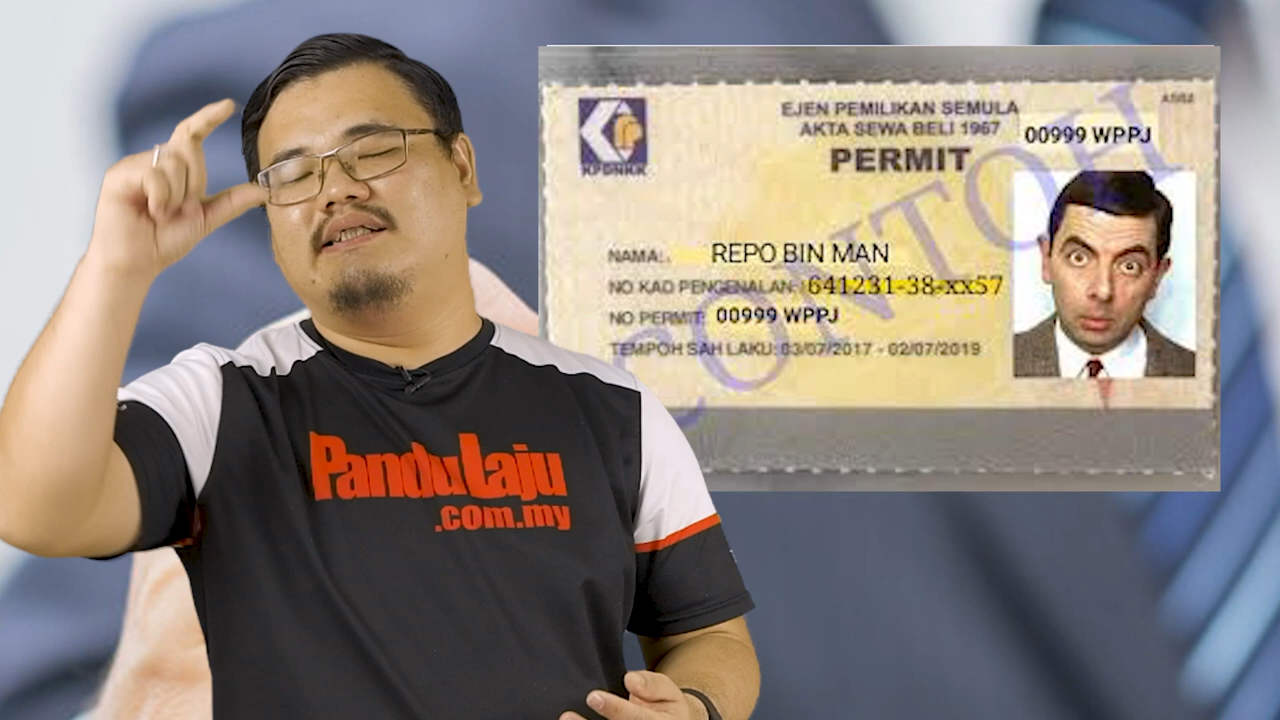 PanduLaju
.com.my
KPDNKK
EJEN PEMILIKAN SEMULA
AKTA SEWA BELI 1967
PERMIT
00999 WPPJ
NAMA:. REPO BIN MAN
NO KAD PENGENALAN: 641231-38-xx57
NO PERMIT: 00999 WPPJ
TEMPOH SAH LAKU: 03/07/2017 - 02/07/2019
CONTOH